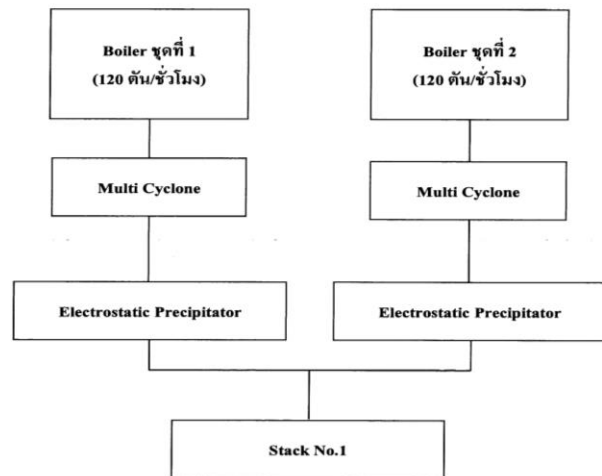 Boiler ชุดที่ 1
(120 ตัน/ชั่วโมง)
Boiler ชุดที่ 2
(120 ตัน/ชั่วโมง)
Multi Cyclone
Multi Cyclone
Electrostatic Precipitator
Electrostatic Precipitator
Stack No.1